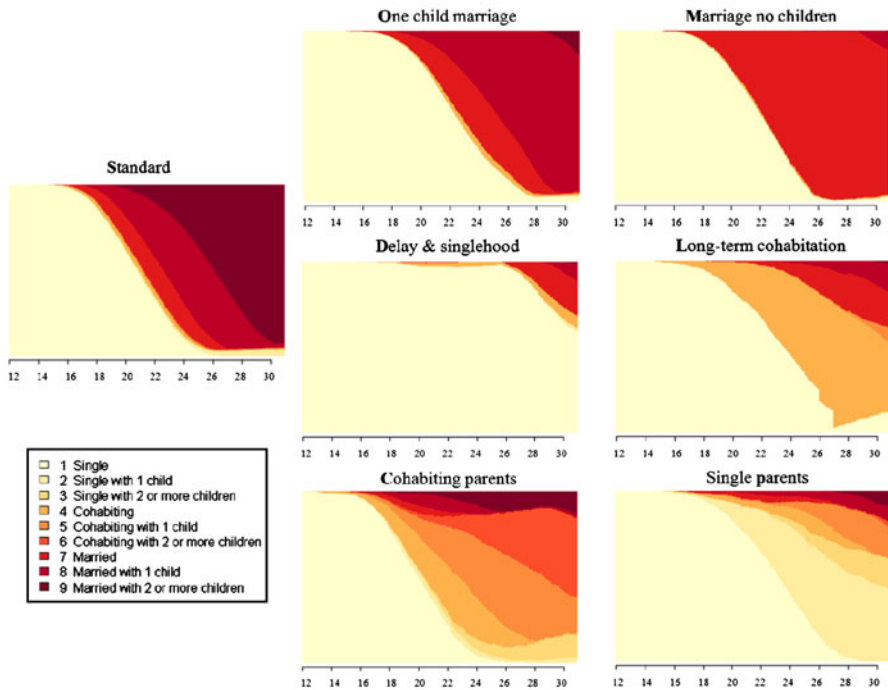 One child marriage
Marriage no children
12 14 16 18 20 22 24 26 28 30
12 14 16 18 20 22 24 26 28 30
Standard
12 14 16 18 20 22 24 26 28 30
Delay & singlehood
Long-term cohabitation
12 14 16 18 20 22 24 26 28 30
12 14 16 18 20 22 24 26 28 30
1 Single
2 Single with 1 child
3 Single with 2 or more children
4 Cohabiting
5 Cohabiting with 1 child
6 Cohabiting with 2 or more children
7 Married
8 Married with 1 child
9 Married with 2 or more children
Cohabiting parents
Single parents
12 14 16 18 20 22 24 26 28 30
12 14 16 18 20 22 24 26 28 30